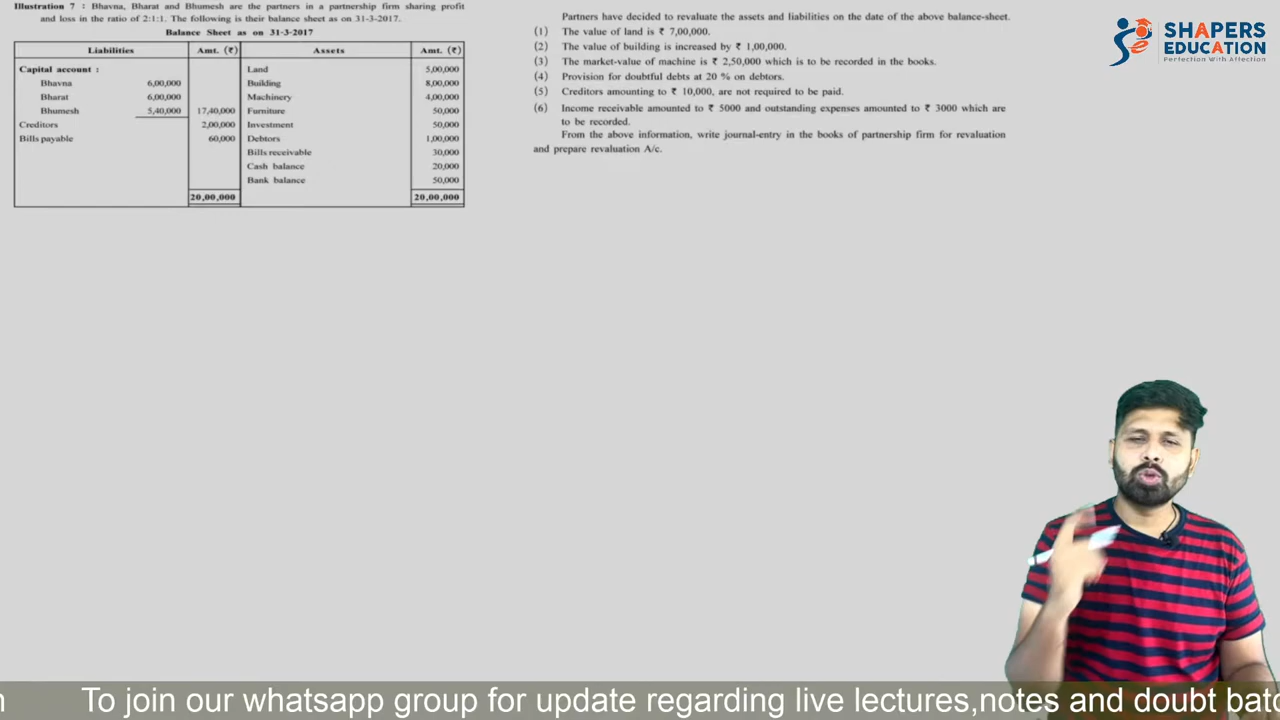 Illustration 7 : Bhavna, Bharat and Bhumesh are the partners in a partnership firm sharing profit
and loss in the ratio of 2:1:1. The following is their balance sheet as on 31-3-2017.
Balance Sheet as on 31-3-2017
Liabilities Amt. (₹) Assets Amt. (₹)
Capital account : Land 5,00,000
Bhavna 6,00,000 Building 8,00,000
Bharat 6,00,000 Machinery 4,00,000
Bhumesh 5,40,000 17,40,000 Furniture 50,000
Creditors 2,00,000 Investment 50,000
Bills payable 60,000 Debtors 1,00,000
Bills receivable 30,000
Cash balance 20,000
Bank balance 50,000
20,00,000 20,00,000
Partners have decided to revaluate the assets and liabilities on the date of the above balance-sheet.
(1) The value of land is ₹ 7,00,000.
(2) The value of building is increased by ₹ 1,00,000.
(3) The market-value of machine is ₹ 2,50,000 which is to be recorded in the books.
(4) Provision for doubtful debts at 20 % on debtors.
(5) Creditors amounting to ₹ 10,000, are not required to be paid.
(6) Income receivable amounted to ₹ 5000 and outstanding expenses amounted to ₹ 3000 which are
to be recorded.
From the above information, write journal-entry in the books of partnership firm for revaluation
and prepare revaluation A/c.
SHAPERS
EDUCATION
Perfection With Affection
To join our whatsapp group for update regarding live lectures,notes and doubt batc